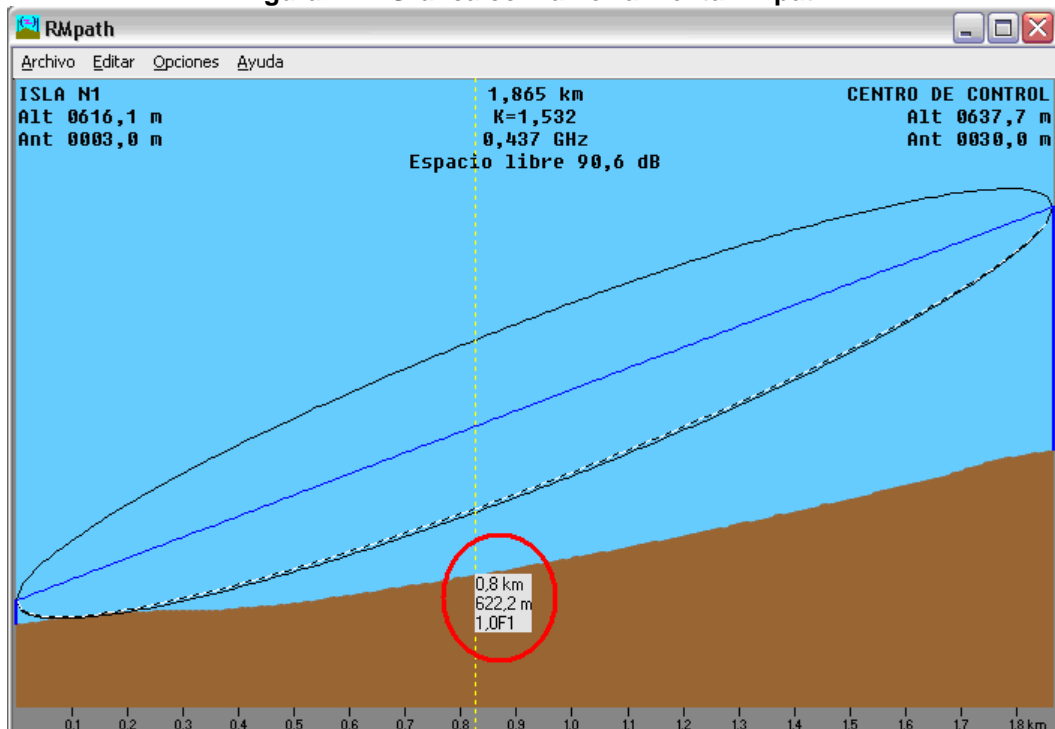 RMpath
Archivo Editar Opciones Ayuda
ISLA N1
Alt 0616,1 m
Ant 0003,0 m
1,865 km
K=1,532
0,437 GHz
Espacio libre 90,6 dB
CENTRO DE CONTROL
Alt 0637,7 m
Ant 0030,0 m
0,8 km
622,2 m
1,0F1
0.1 0.2 0.3 0.4 0.5 0.6 0.7 0.8 0.9 1.0 1.1 1.2 1.3 1.4 1.5 1.6 1.7 1.8 km